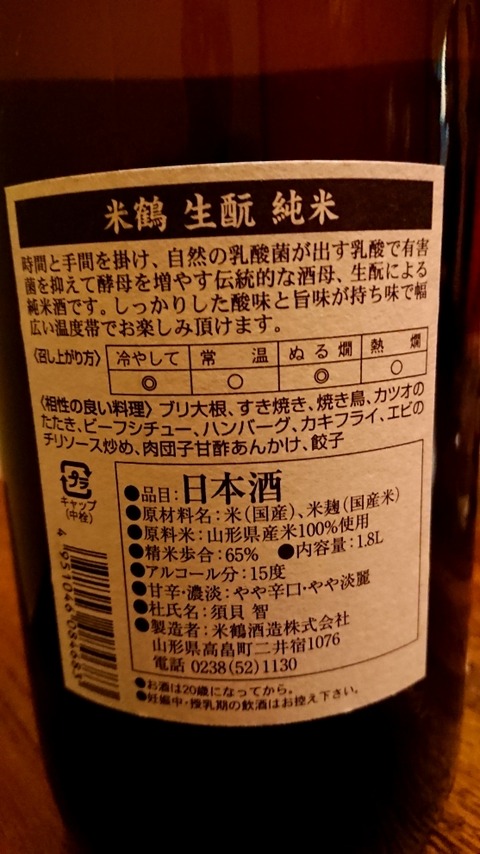 米鶴 生酛 純米
時間と手間を掛け、自然の乳酸菌が出す乳酸で有害
菌を抑えて酵母を増やす伝統的な酒母、生酛による
純米酒です。しっかりした酸味と旨味が持ち味で幅
広い温度帯でお楽しみ頂けます。
〈召し上がり方〉 冷やして 常温 ぬる燗 熱燗
◎ ○ ◎ ○
〈相性の良い料理〉ブリ大根、すき焼き、焼き鳥、カツオの
たたき、ビーフシチュー、ハンバーグ、カキフライ、エビの
チリソース炒め、肉団子甘酢あんかけ、餃子
カラ
キャップ
(中栓)
●品目:日本酒
●原材料名:米(国産)、米麹(国産米)
●原料米:山形県産米100%使用
●精米歩合:65% ●内容量:1.8L
●アルコール分:15度
●甘辛・濃淡:やや辛口・やや淡麗
●杜氏名:須貝 智
●製造者:米鶴酒造株式会社
山形県高畠町二井宿1076
電話 0238(52)1130
●お酒は20歳になってから。
●妊娠中・授乳期の飲酒はお控え下さい。